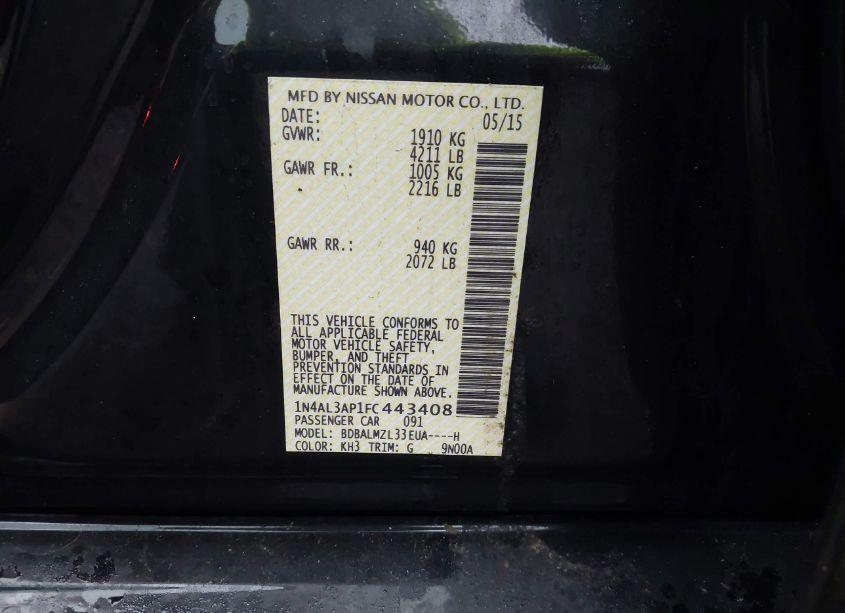 MFD BY NISSAN MOTOR CO., LTD.
DATE: 05/15
GVWR: 1910 KG
4211 LB
GAWR FR.: 1005 KG
2216 LB
GAWR RR.: 940 KG
2072 LB
THIS VEHICLE CONFORMS TO
ALL APPLICABLE FEDERAL
MOTOR VEHICLE SAFETY,
BUMPER, AND THEFT
PREVENTION STANDARDS IN
EFFECT ON THE DATE OF
MANUFACTURE SHOWN ABOVE.
1N4AL3AP1FC443408
PASSENGER CAR 091
MODEL: BDBALMZL33EUA----H
COLOR: KH3 TRIM: G 9N00A